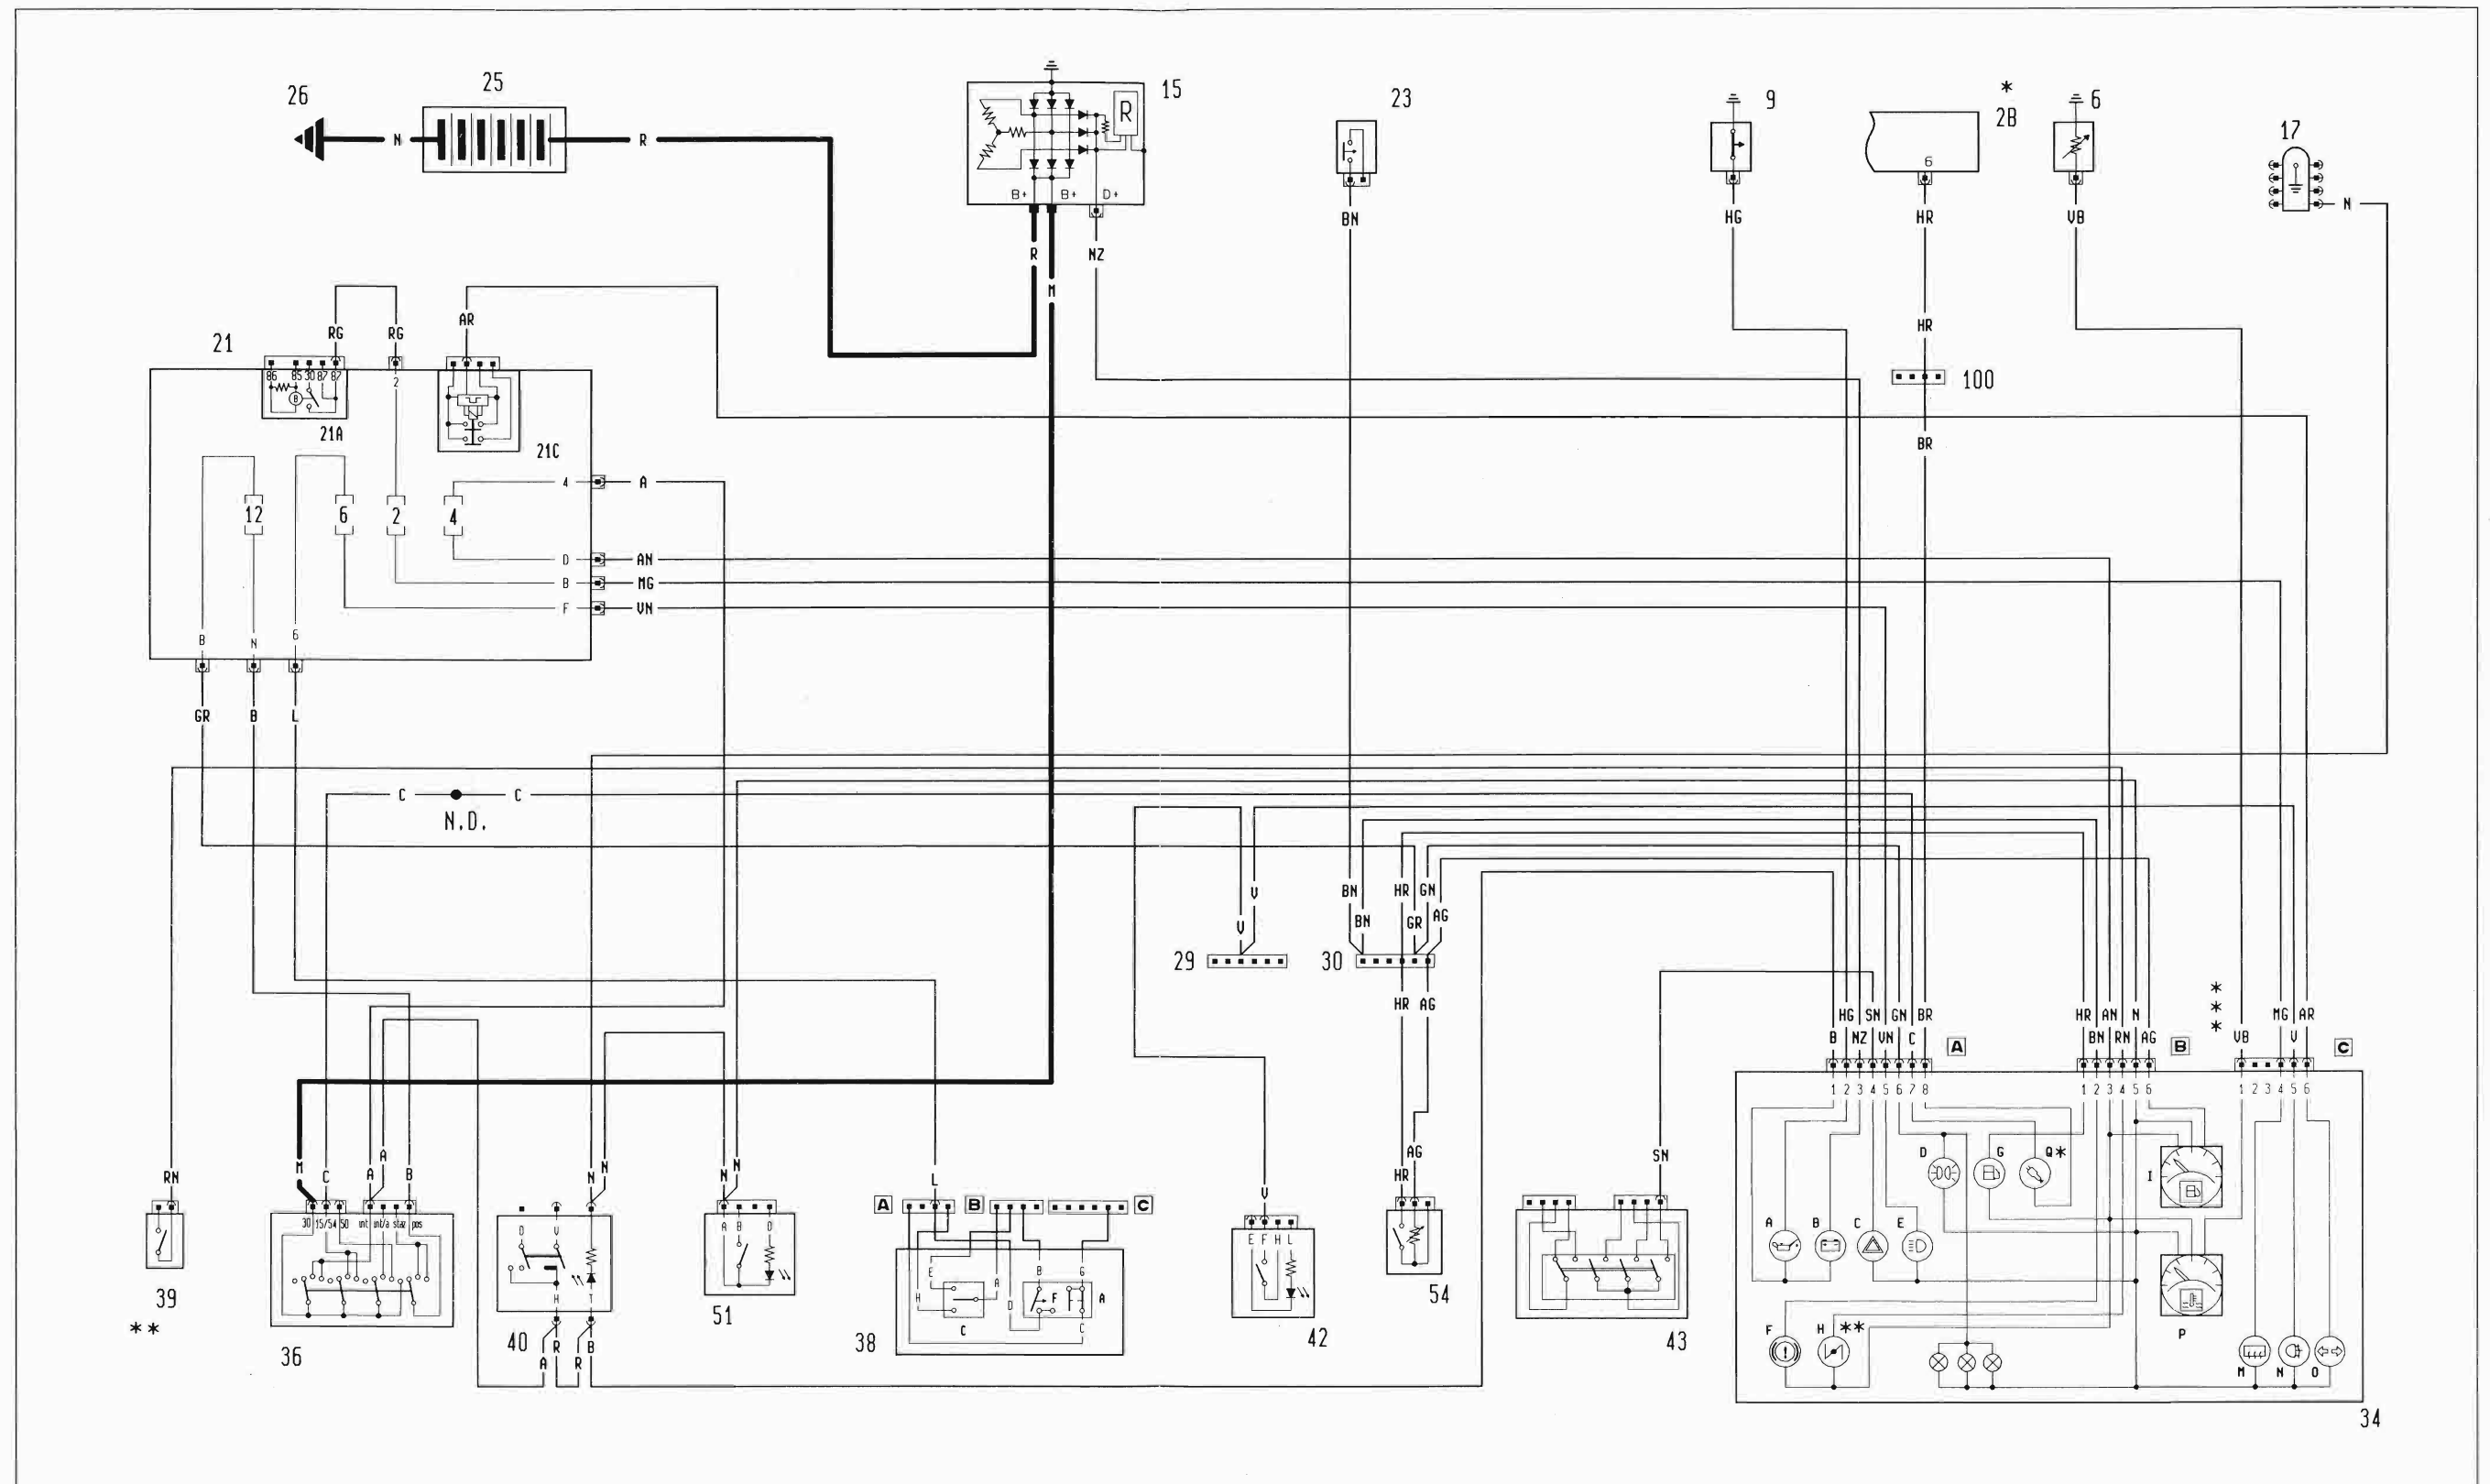 25
26
N
R
15
R
B+ B+ D+
R
M
NZ
23
BN
9
HG
*
2B
6
HR
HR
100
BR
6
VB
17
N
21
RG RG
AR
86 85 30 87 87
B
21A
2
21C
12 6 2 4
4 A
D AN
B MG
F VN
B N 6
GR B L
C C
N.D.
V
V
29
BN HR GN
BN GR AG
30
HR AG
AG
HR
SN
RN
39
**
M C A A B
30 15/54 50 int int/a staz pos
36
N N
D V
H T
40
A R R B
N N
A B D
51
L
A B C
E B G
H A D F A
C C
38
V
E F H L
42
54
43
HG SN GN BR
B NZ VN C
A
HR AN N
BN RN AG
B
*
*
*
MG AR
VB V
C
1 2 3 4 5 6 7 8
1 2 3 4 5 6
1 2 3 4 5 6
D G Q*
I
A B C E
F H **
P
M N O
34